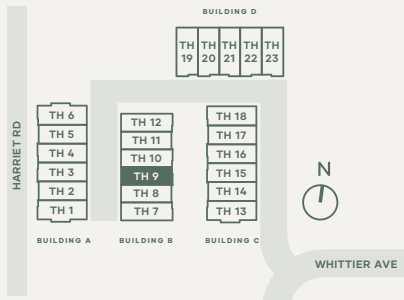 BUILDING D
TH 19
TH 20
TH 21
TH 22
TH 23
HARRIET RD
TH 6
TH 5
TH 4
TH 3
TH 2
TH 1
BUILDING A
TH 12
TH 11
TH 10
TH 9
TH 8
TH 7
BUILDING B
TH 18
TH 17
TH 16
TH 15
TH 14
TH 13
BUILDING C
N
WHITTIER AVE